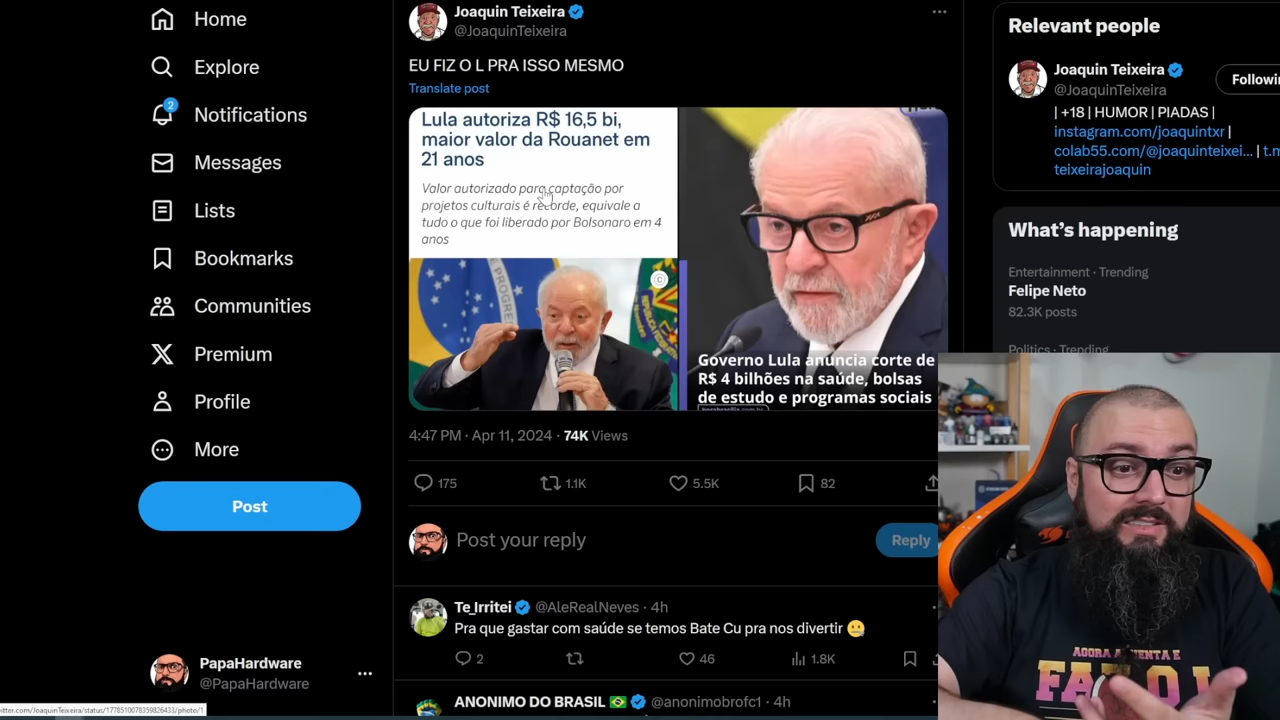 Home
Explore
2
Notifications
Messages
Lists
Bookmarks
Communities
Premium
Profile
More
Post
PapaHardware
@PapaHardware
Joaquin Teixeira
@JoaquinTeixeira
EU FIZ O L PRA ISSO MESMO
Translate post
Lula autoriza R$ 16,5 bi,
maior valor da Rouanet em
21 anos
Valor autorizado para captação por
projetos culturais é recorde, equivale a
tudo o que foi liberado por Bolsonaro em 4
anos
Governo Lula anuncia corte de
R$ 4 bilhões na saúde, bolsas
de estudo e programas sociais
4:47 PM · Apr 11, 2024 · 74K Views
175 1.1K 5.5K 82
Post your reply
Reply
Te_Irritei @AleRealNeves · 4h
Pra que gastar com saúde se temos Bate Cu pra nos divertir 🤐
2 46 1.8K
ANONIMO DO BRASIL 🇧🇷 @anonimobrofc1 · 4h
Relevant people
Joaquin Teixeira
@JoaquinTeixeira
Followin
| +18 | HUMOR | PIADAS |
instagram.com/joaquintxr |
colab55.com/@joaquinteixei... | t.m
teixeirajoaquin
What's happening
Entertainment · Trending
Felipe Neto
82.3K posts
Politics · Trending
AGORA A